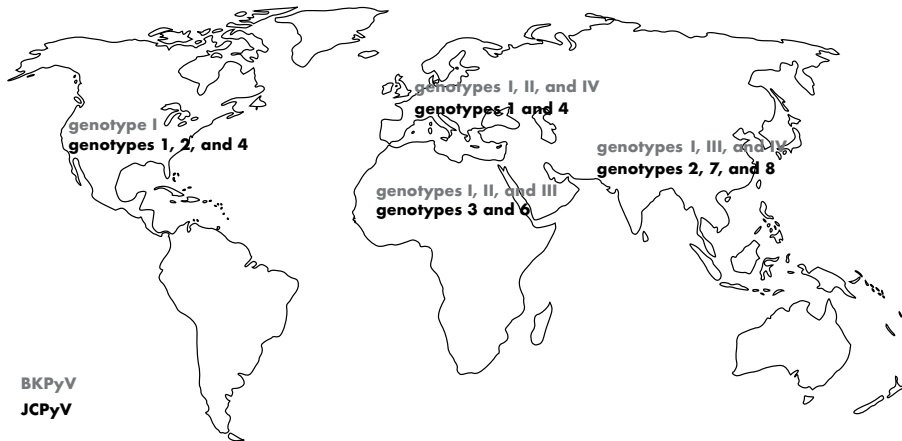 genotypes I, II, and IV
genotypes 1 and 4
genotype I
genotypes 1, 2, and 4
genotypes I, III, and IV
genotypes 2, 7, and 8
genotypes I, II, and III
genotypes 3 and 6
BKPyV
JCPyV